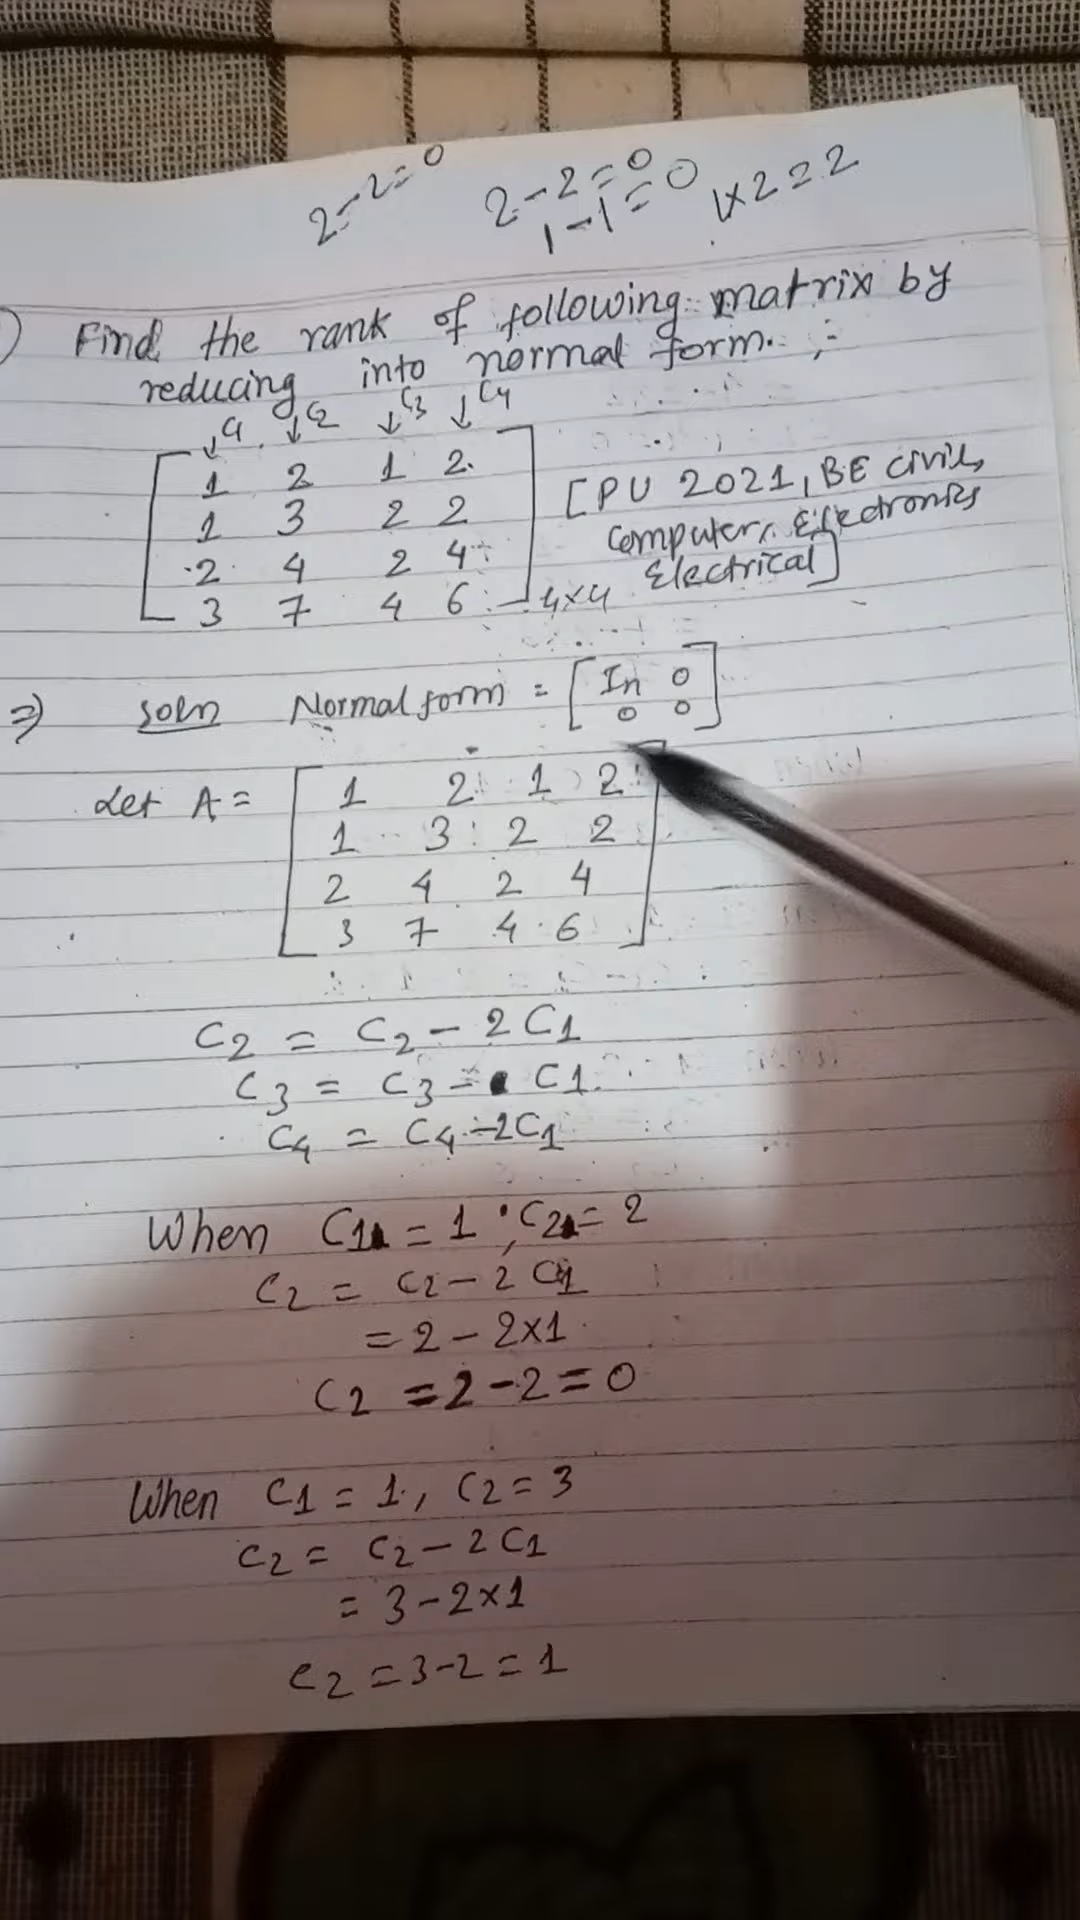 2-2=0
2-2=0
1-1=0
1×2=2
Find the rank of following matrix by
reducing into normal form. :-
↓C1 ↓C2 ↓C3 ↓C4
1 2 1 2
1 3 2 2
2 4 2 4
3 7 4 6
4×4
[PU 2021, BE civil,
Computer, Electronics
Electrical]
⇒ Soln Normal form = [In 0
0 0]
Let A =
1 2 1 2
1 3 2 2
2 4 2 4
3 7 4 6
C2 = C2 - 2C1
C3 = C3 - C1
C4 = C4 - 2C1
When C1 = 1, C2 = 2
C2 = C2 - 2C1
= 2 - 2×1
C2 = 2 - 2 = 0
When C1 = 1, C2 = 3
C2 = C2 - 2C1
= 3 - 2×1
C2 = 3-2 = 1